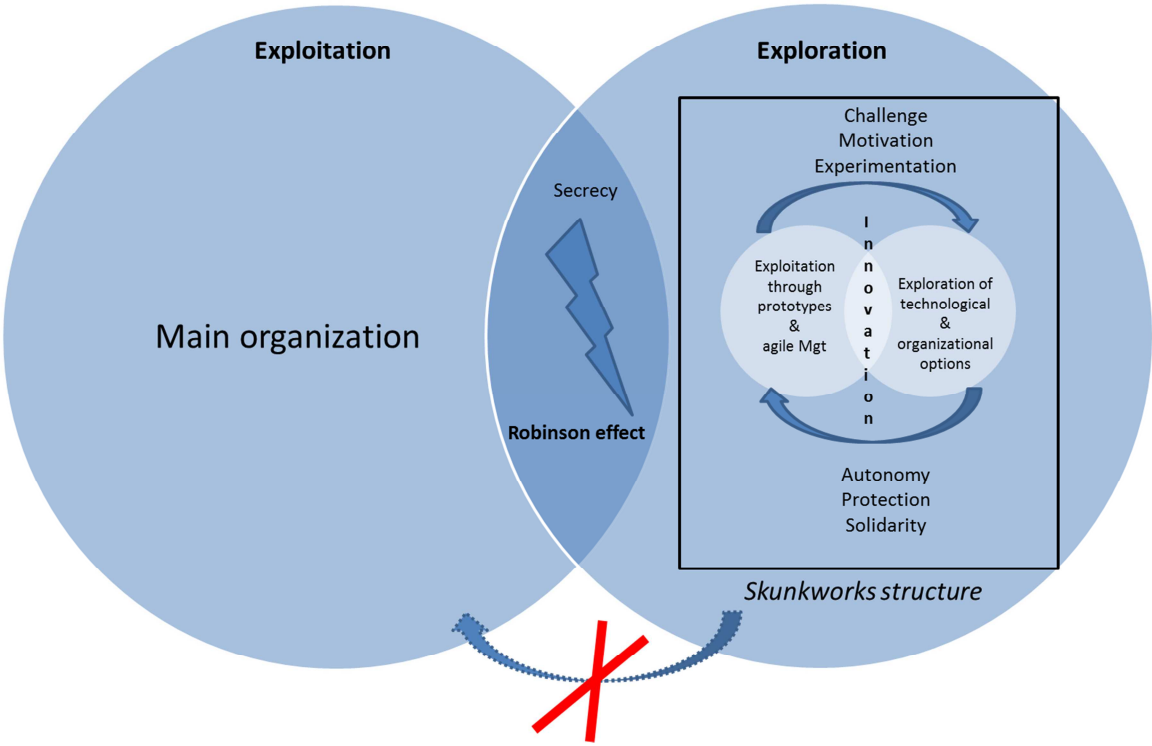 Exploitation
Exploration
Challenge
Motivation
Experimentation
Secrecy
Innovation
Exploitation
through
prototypes
&
agile Mgt
Exploration of
technological
&
organizational
options
Main organization
Robinson effect
Autonomy
Protection
Solidarity
Skunkworks structure